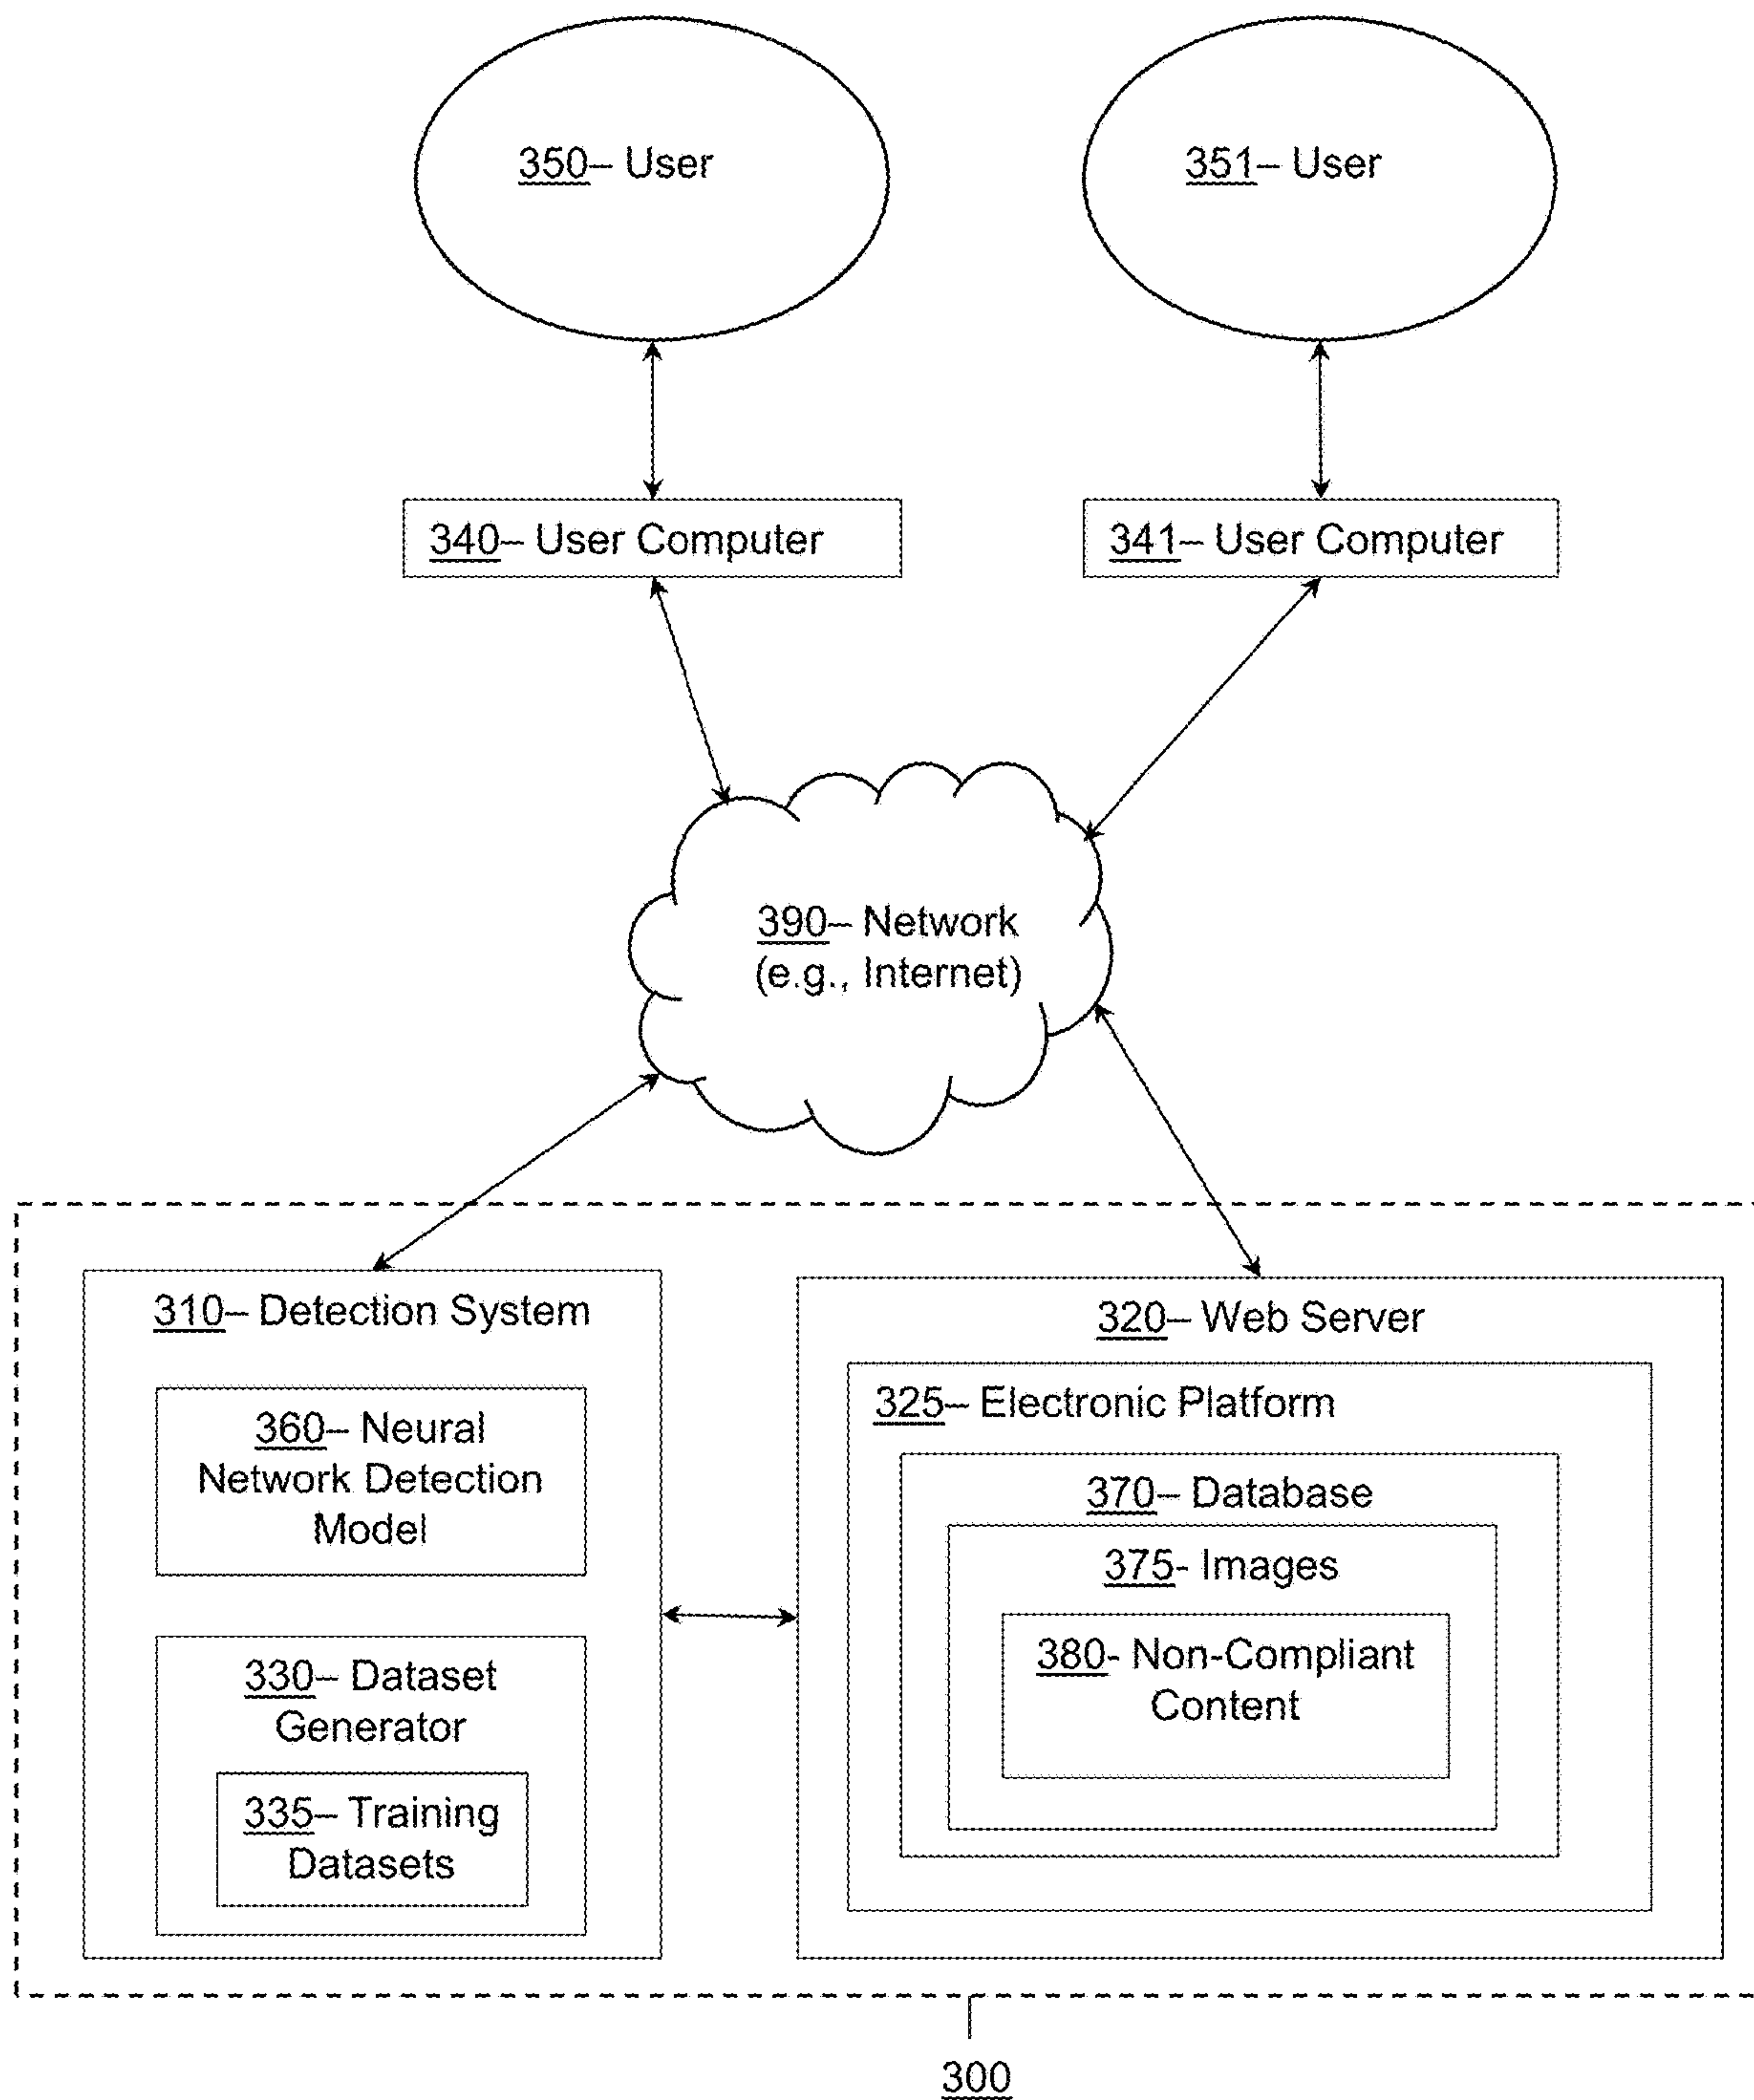 350– User
351– User
340– User Computer
341– User Computer
390– Network
(e.g., Internet)
310– Detection System
360– Neural
Network Detection
Model
330– Dataset
Generator
335– Training
Datasets
320– Web Server
325– Electronic Platform
370– Database
375- Images
380- Non-Compliant
Content
300